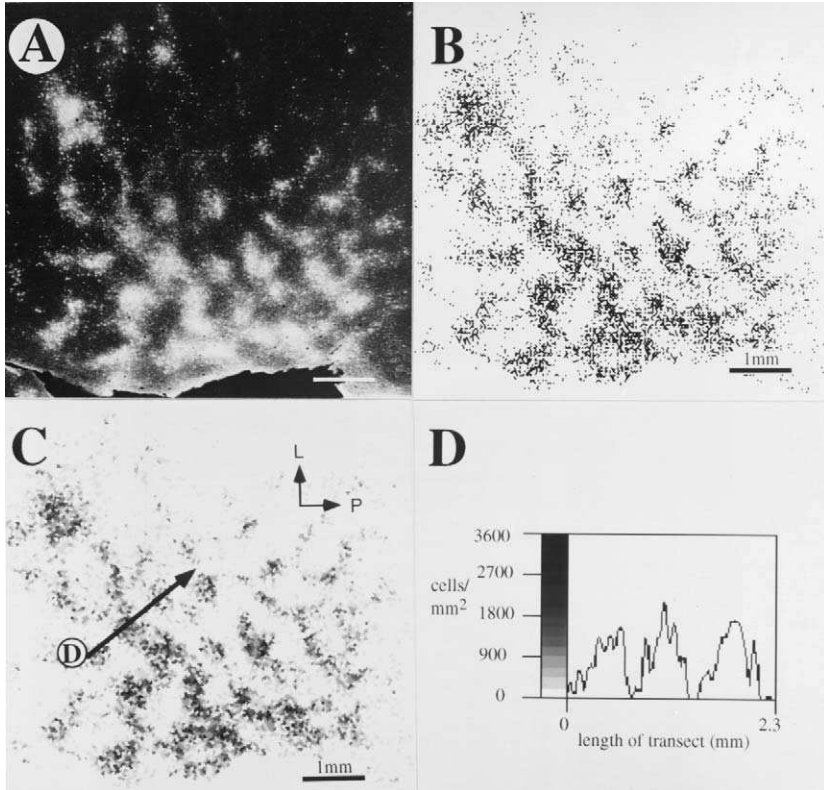 A
B
1mm
C
L
P
D
1mm
D
3600
2700
cells/
mm²
1800
900
0
0
2.3
length of transect (mm)